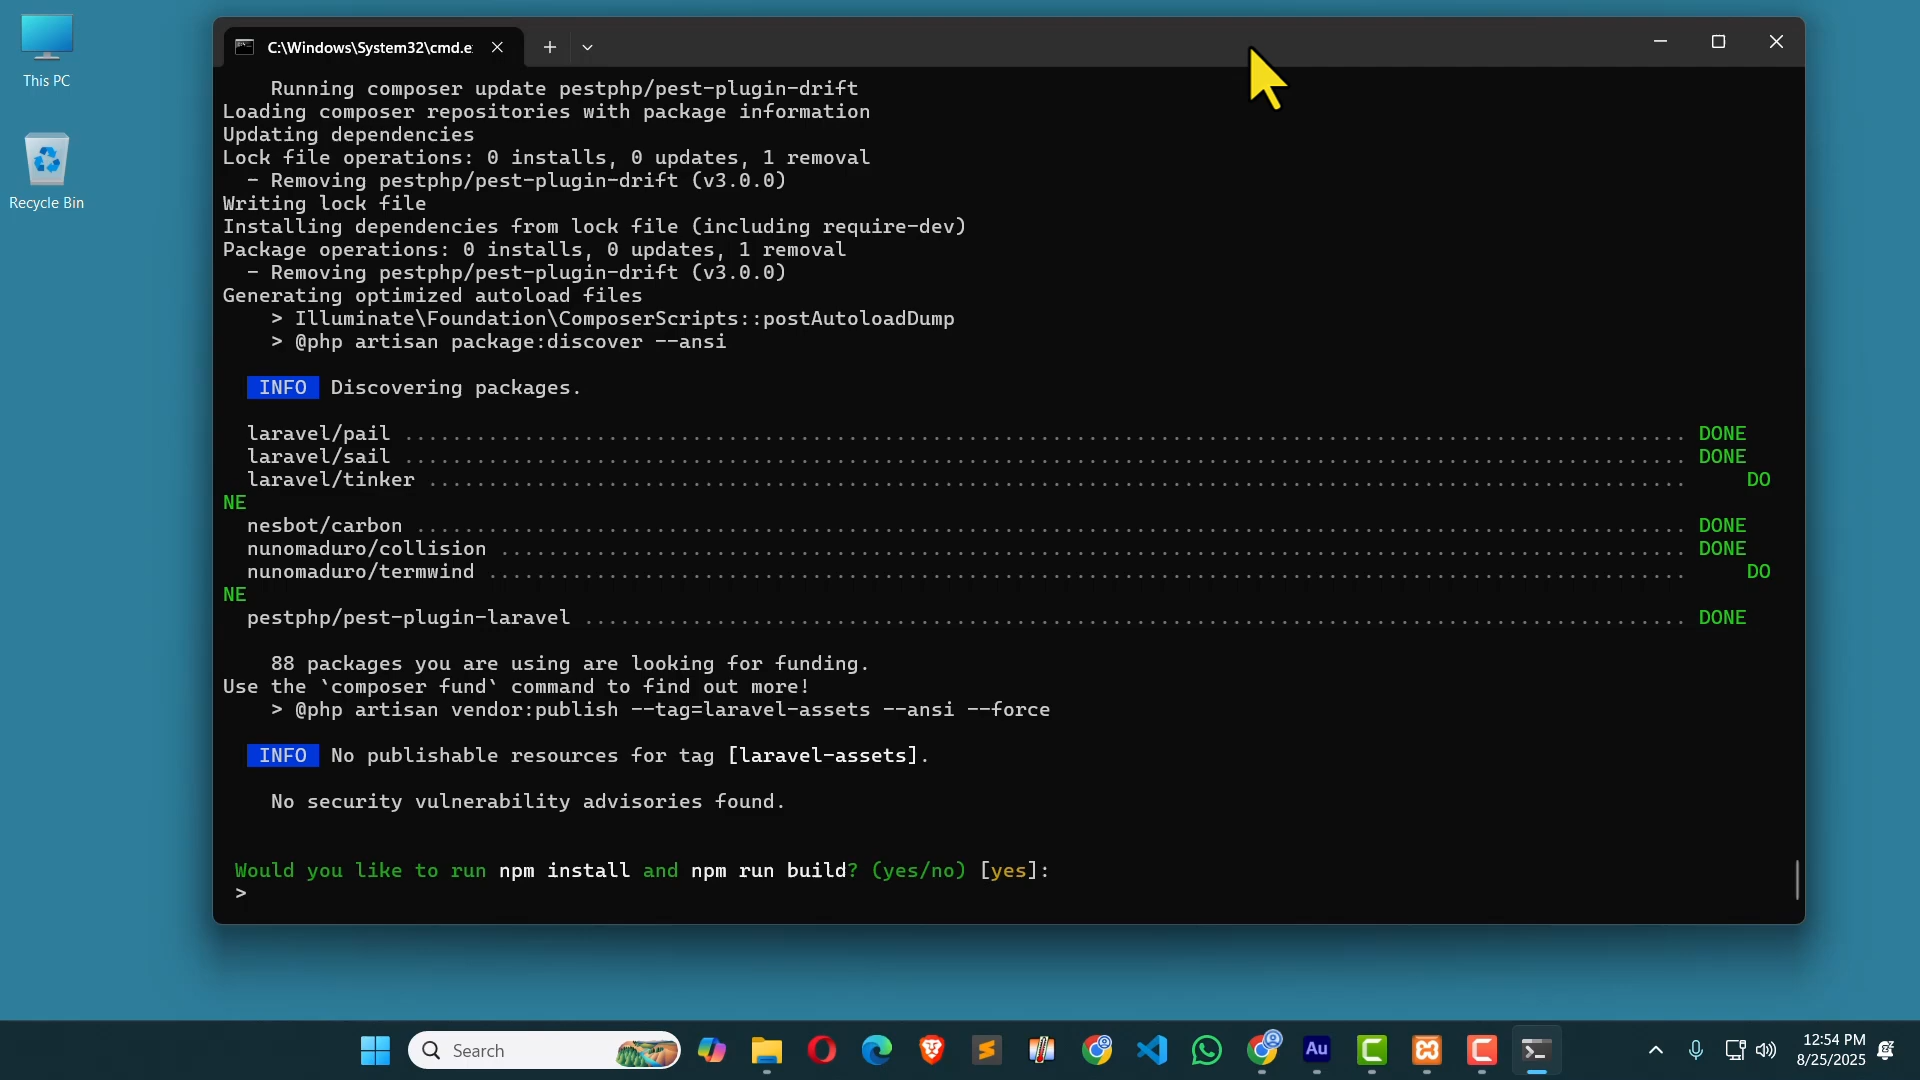 This PC
Recycle Bin
C:\Windows\System32\cmd.e
Running composer update pestphp/pest-plugin-drift
Loading composer repositories with package information
Updating dependencies
Lock file operations: 0 installs, 0 updates, 1 removal
- Removing pestphp/pest-plugin-drift (v3.0.0)
Writing lock file
Installing dependencies from lock file (including require-dev)
Package operations: 0 installs, 0 updates, 1 removal
- Removing pestphp/pest-plugin-drift (v3.0.0)
Generating optimized autoload files
> Illuminate\Foundation\ComposerScripts::postAutoloadDump
> @php artisan package:discover --ansi
INFO Discovering packages.
laravel/pail ........................................................................................................... DONE
laravel/sail ........................................................................................................... DONE
laravel/tinker ......................................................................................................... DO
NE
nesbot/carbon .......................................................................................................... DONE
nunomaduro/collision ................................................................................................... DONE
nunomaduro/termwind .................................................................................................... DO
NE
pestphp/pest-plugin-laravel ............................................................................................ DONE
88 packages you are using are looking for funding.
Use the `composer fund` command to find out more!
> @php artisan vendor:publish --tag=laravel-assets --ansi --force
INFO No publishable resources for tag [laravel-assets].
No security vulnerability advisories found.
Would you like to run npm install and npm run build? (yes/no) [yes]:
>
Search
Au
12:54 PM
8/25/2025